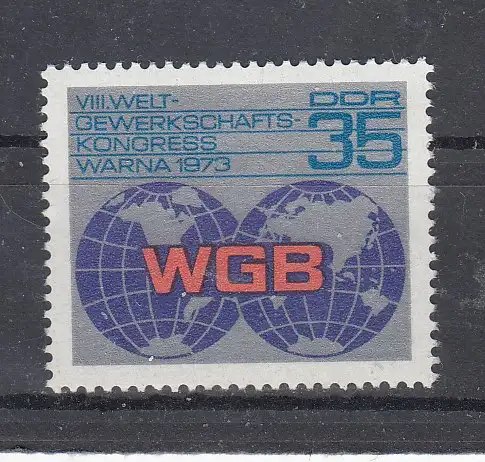 VIII. WELT-
GEWERKSCHAFTS-
KONGRESS
WARNA 1973
DDR
35
WGB